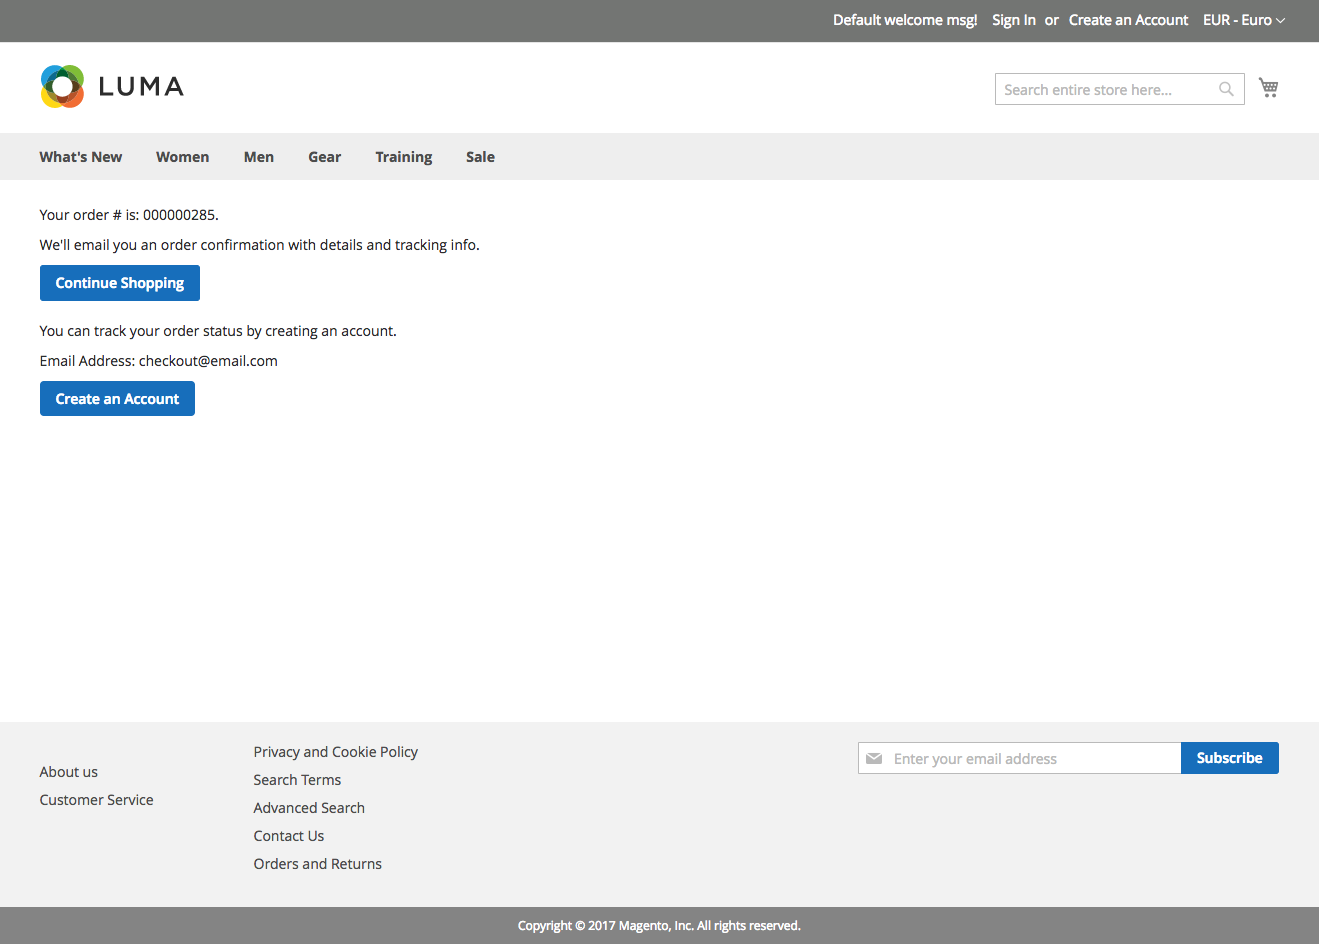 Default welcome msg! Sign In or Create an Account EUR - Euro
LUMA
Search entire store here...
What's New Women Men Gear Training Sale
Your order # is: 000000285.
We'll email you an order confirmation with details and tracking info.
Continue Shopping
You can track your order status by creating an account.
Email Address: checkout@email.com
Create an Account
About us
Customer Service
Privacy and Cookie Policy
Search Terms
Advanced Search
Contact Us
Orders and Returns
Enter your email address
Subscribe
Copyright © 2017 Magento, Inc. All rights reserved.